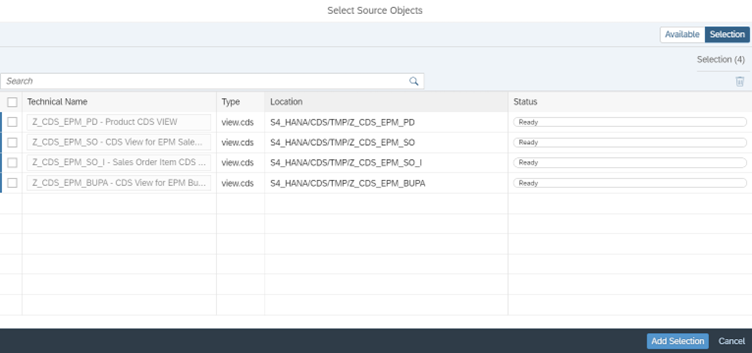 Select Source Objects
Available Selection
Selection (4)
Search
Technical Name Type Location Status
Z_CDS_EPM_PD - Product CDS VIEW view.cds S4_HANA/CDS/TMP/Z_CDS_EPM_PD Ready
Z_CDS_EPM_SO - CDS View for EPM Sale... view.cds S4_HANA/CDS/TMP/Z_CDS_EPM_SO Ready
Z_CDS_EPM_SO_I - Sales Order Item CDS ... view.cds S4_HANA/CDS/TMP/Z_CDS_EPM_SO_I Ready
Z_CDS_EPM_BUPA - CDS View for EPM Bu... view.cds S4_HANA/CDS/TMP/Z_CDS_EPM_BUPA Ready
Add Selection Cancel